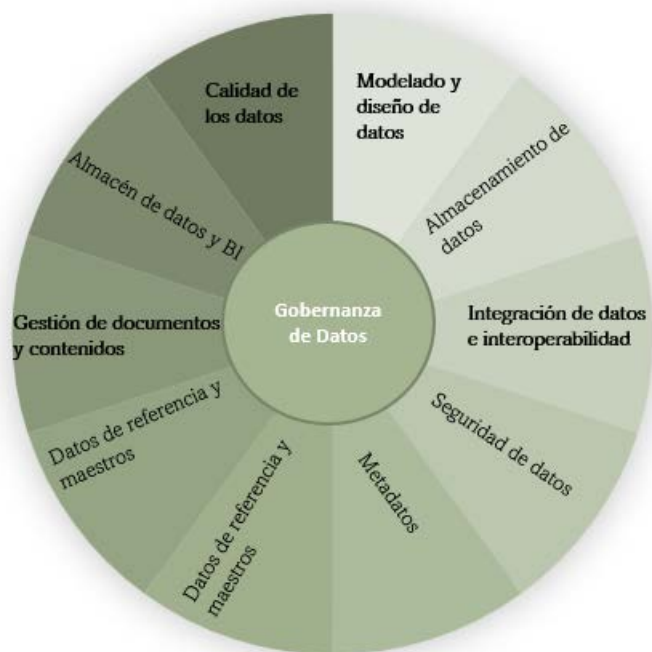 Calidad de
los datos
Modelado y
diseño de
datos
Almacenamiento de
datos
Integración de datos
e interoperabilidad
Seguridad de datos
Metadatos
Datos de referencia y
maestros
Datos de referencia y
maestros
Gestión de documentos
y contenidos
Almacén de datos y BI
Gobernanza
de Datos